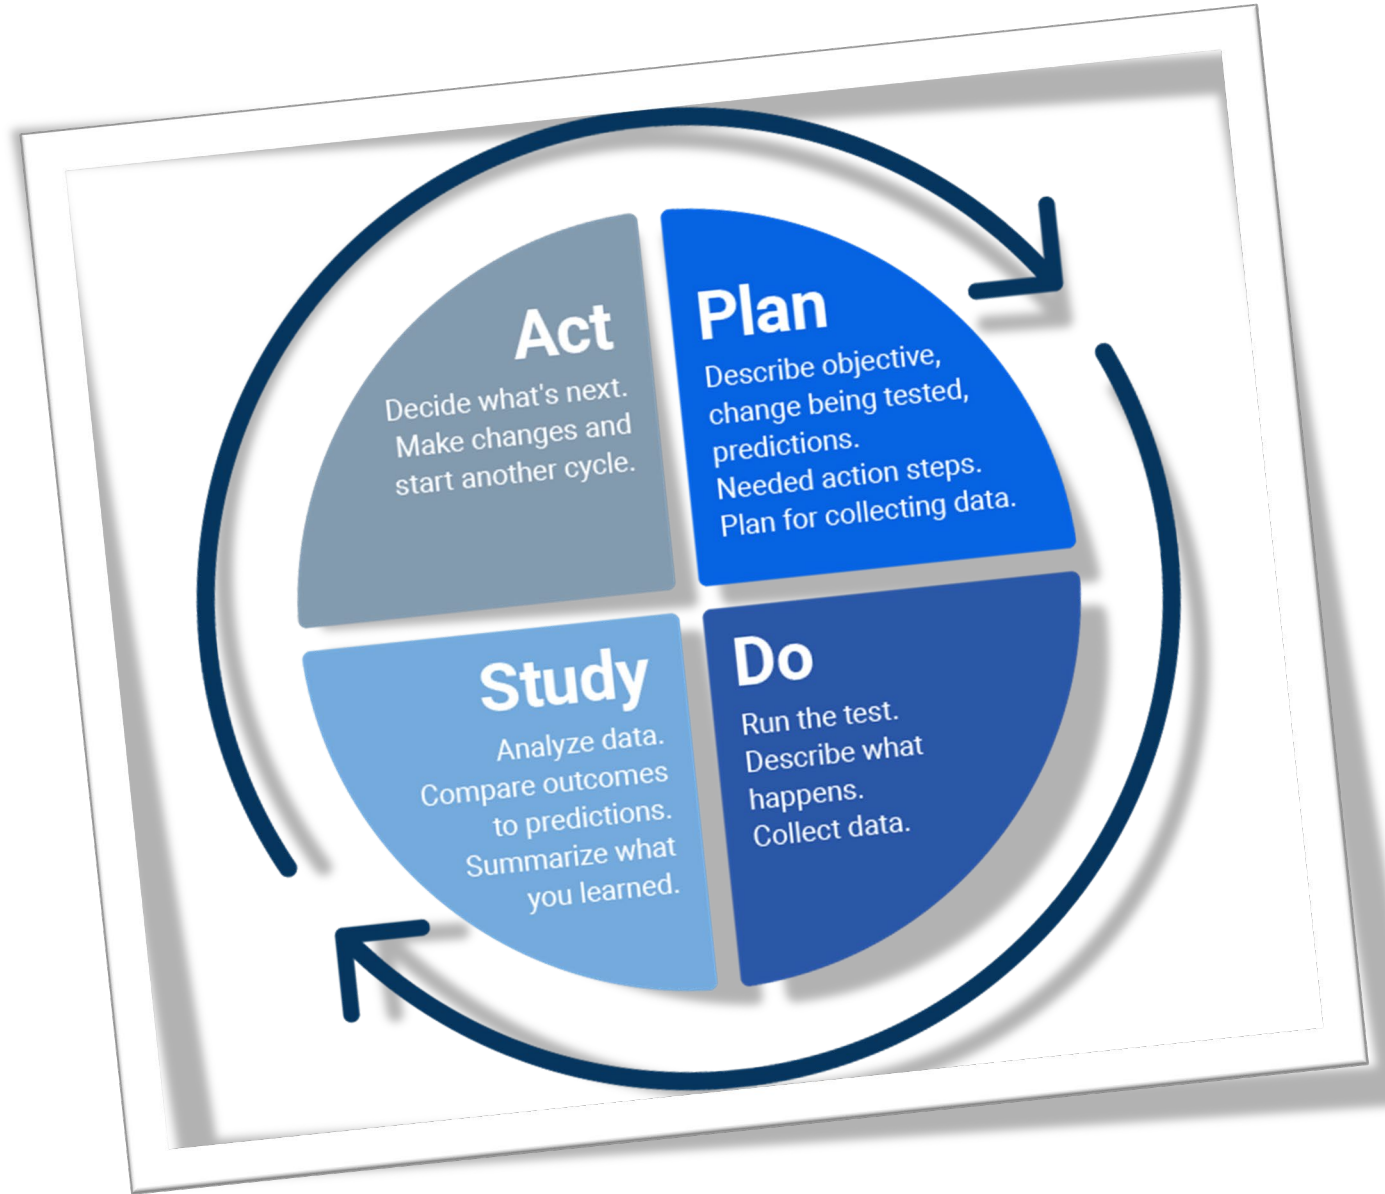 Act
Decide what's next.
Make changes and
start another cycle.
Plan
Describe objective,
change being tested,
predictions.
Needed action steps.
Plan for collecting data.
Study
Analyze data.
Compare outcomes
to predictions.
Summarize what
you learned.
Do
Run the test.
Describe what
happens.
Collect data.